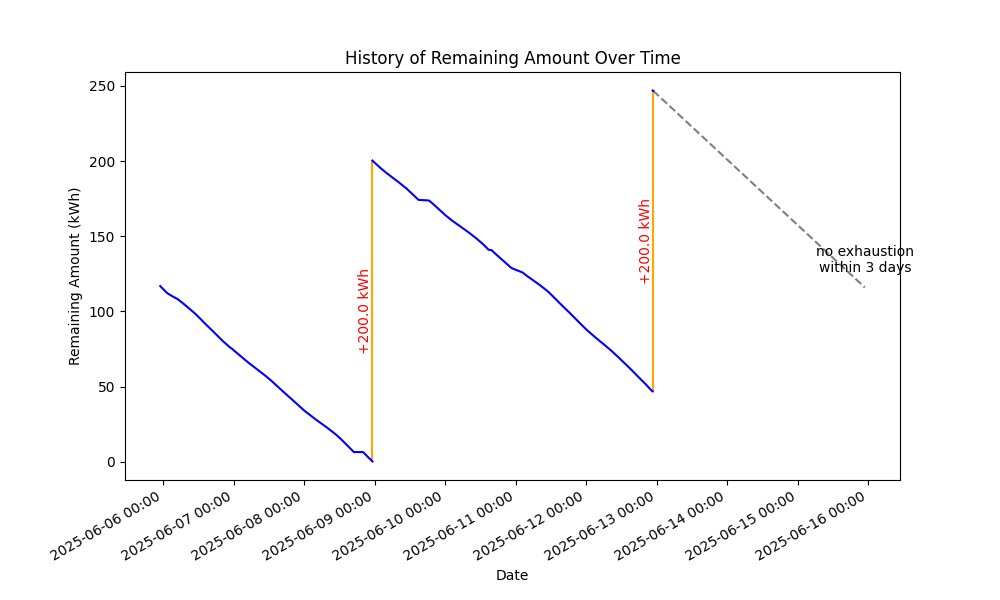 History of Remaining Amount Over Time
Remaining Amount (kWh)
250
200
150
100
50
0
+200.0 kWh
+200.0 kWh
no exhaustion
within 3 days
2025-06-06 00:00
2025-06-07 00:00
2025-06-08 00:00
2025-06-09 00:00
2025-06-10 00:00
2025-06-11 00:00
2025-06-12 00:00
2025-06-13 00:00
2025-06-14 00:00
2025-06-15 00:00
2025-06-16 00:00
Date